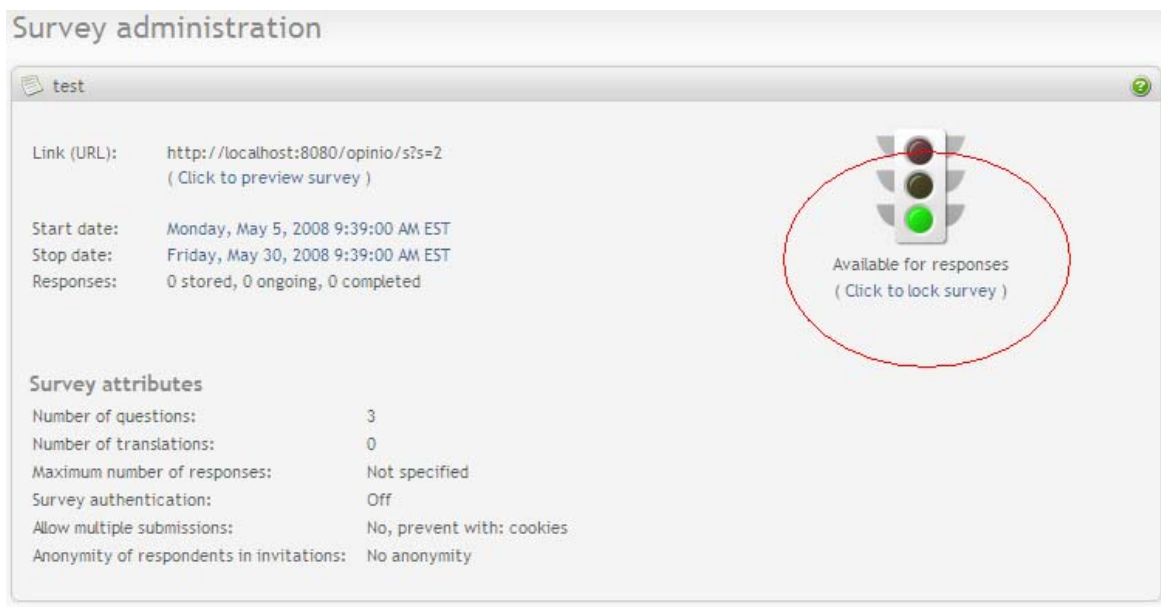 Survey administration
test
Link (URL): http://localhost:8080/opinio/s?s=2
( Click to preview survey )
Start date: Monday, May 5, 2008 9:39:00 AM EST
Stop date: Friday, May 30, 2008 9:39:00 AM EST
Responses: 0 stored, 0 ongoing, 0 completed
Available for responses
( Click to lock survey )
Survey attributes
Number of questions: 3
Number of translations: 0
Maximum number of responses: Not specified
Survey authentication: Off
Allow multiple submissions: No, prevent with: cookies
Anonymity of respondents in invitations: No anonymity